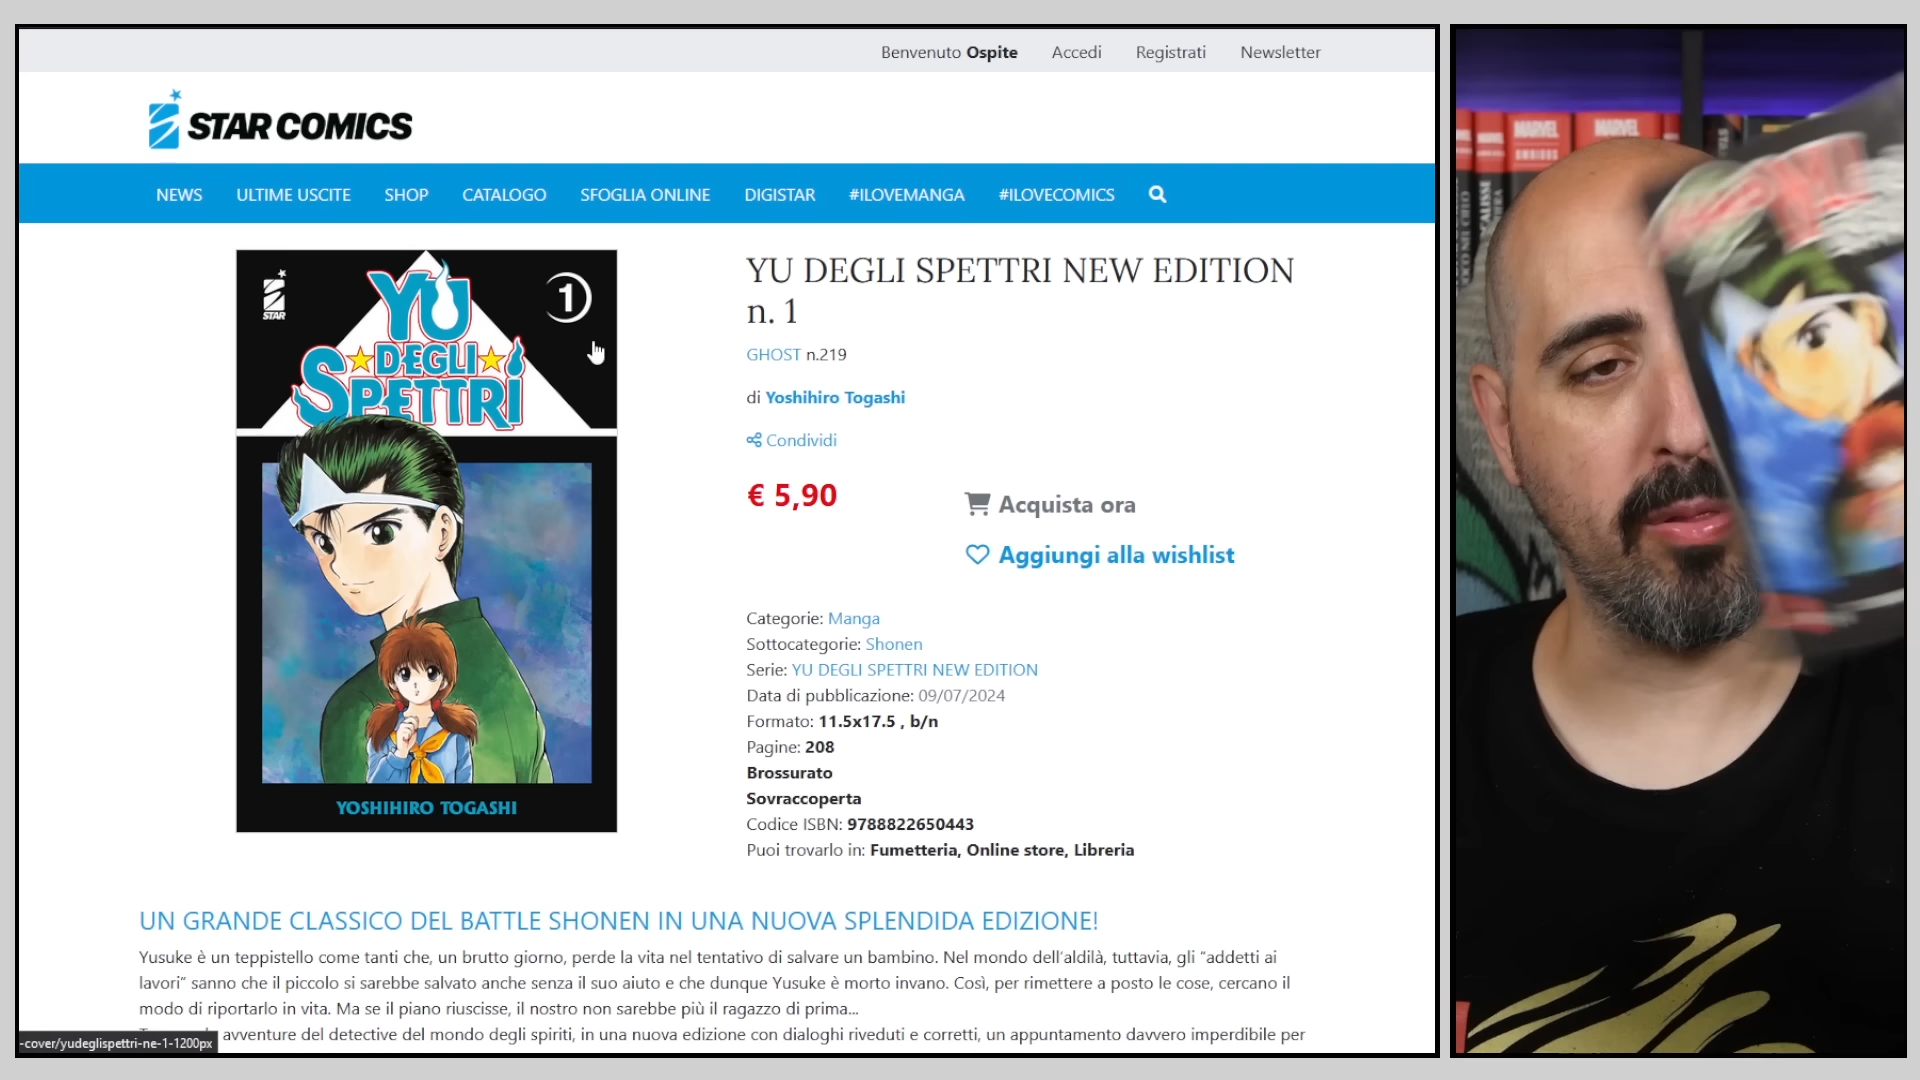 Benvenuto Ospite Accedi Registrati Newsletter
STAR COMICS
NEWS ULTIME USCITE SHOP CATALOGO SFOGLIA ONLINE DIGISTAR #ILOVEMANGA #ILOVECOMICS
STAR
1
YU
DEGLI
SPETTRI
YOSHIHIRO TOGASHI
YU DEGLI SPETTRI NEW EDITION
n. 1
GHOST n.219
di Yoshihiro Togashi
Condividi
€ 5,90
Acquista ora
Aggiungi alla wishlist
Categorie: Manga
Sottocategorie: Shonen
Serie: YU DEGLI SPETTRI NEW EDITION
Data di pubblicazione: 09/07/2024
Formato: 11.5x17.5 , b/n
Pagine: 208
Brossurato
Sovraccoperta
Codice ISBN: 9788822650443
Puoi trovarlo in: Fumetteria, Online store, Libreria
UN GRANDE CLASSICO DEL BATTLE SHONEN IN UNA NUOVA SPLENDIDA EDIZIONE!
Yusuke è un teppistello come tanti che, un brutto giorno, perde la vita nel tentativo di salvare un bambino. Nel mondo dell’aldilà, tuttavia, gli “addetti ai
lavori” sanno che il piccolo si sarebbe salvato anche senza il suo aiuto e che dunque Yusuke è morto invano. Così, per rimettere a posto le cose, cercano il
modo di riportarlo in vita. Ma se il piano riuscisse, il nostro non sarebbe più il ragazzo di prima...
avventure del detective del mondo degli spiriti, in una nuova edizione con dialoghi riveduti e corretti, un appuntamento davvero imperdibile per
-cover/yudeglispettri-ne-1-1200px
MARVEL MARVEL
OMNIBUS